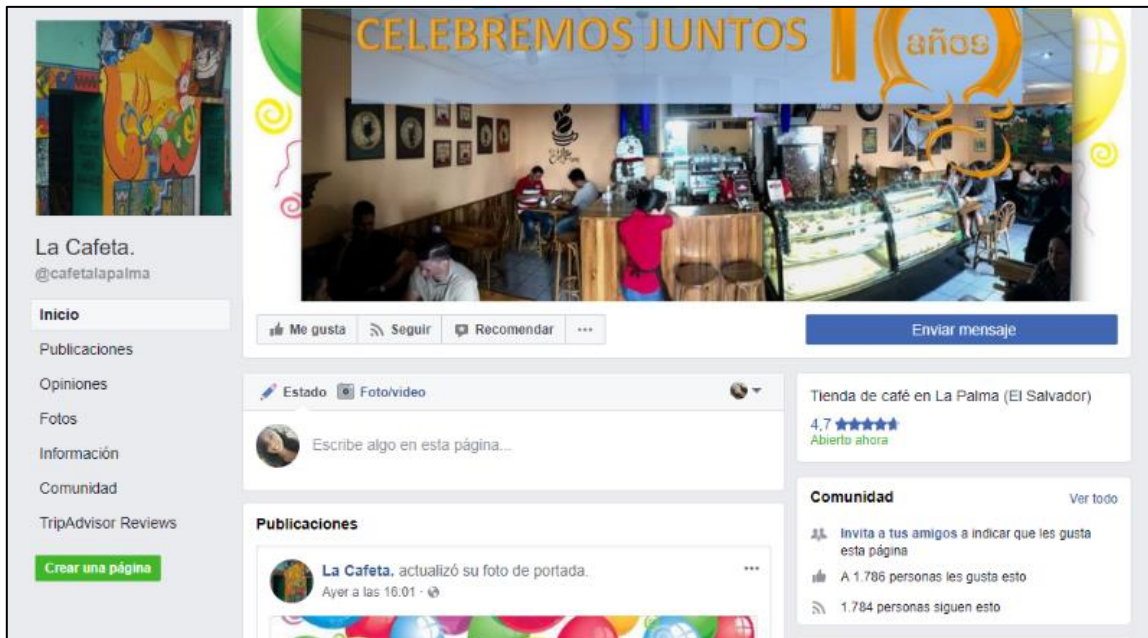 CELEBREMOS JUNTOS
10
años
La Cafeta.
@cafetalapalma
Inicio
Publicaciones
Opiniones
Fotos
Información
Comunidad
TripAdvisor Reviews
Crear una página
Me gusta
Seguir
Recomendar
...
Enviar mensaje
Estado
Foto/video
Escribe algo en esta página...
Publicaciones
La Cafeta. actualizó su foto de portada.
Ayer a las 16:01 ·
Tienda de café en La Palma (El Salvador)
4,7
Abierto ahora
Comunidad
Ver todo
Invita a tus amigos a indicar que les gusta
esta página
A 1.786 personas les gusta esto
1.784 personas siguen esto